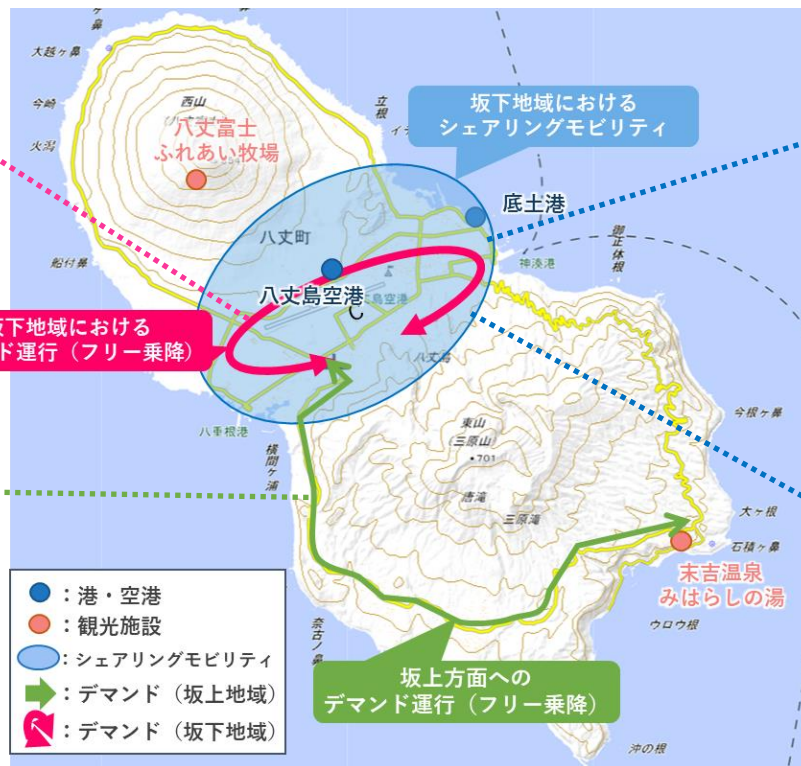 大越ヶ鼻
今崎
火潟
西山
八丈富士
ふれあい牧場
立根
坂下地域における
シェアリングモビリティ
底土港
神湊港
御正体根
船付鼻
八丈町
八丈島空港
坂下地域における
ド運行（フリー乗降）
八重根港
横間ヶ浦
東山
（三原山）
・701
唐滝
三原滝
今根ヶ鼻
大ヶ根
石積ヶ鼻
末吉温泉
みはらしの湯
ウロウ根
奈古ノ鼻
坂上方面への
デマンド運行（フリー乗降）
沖の根
：港・空港
：観光施設
：シェアリングモビリティ
：デマンド（坂上地域）
：デマンド（坂下地域）